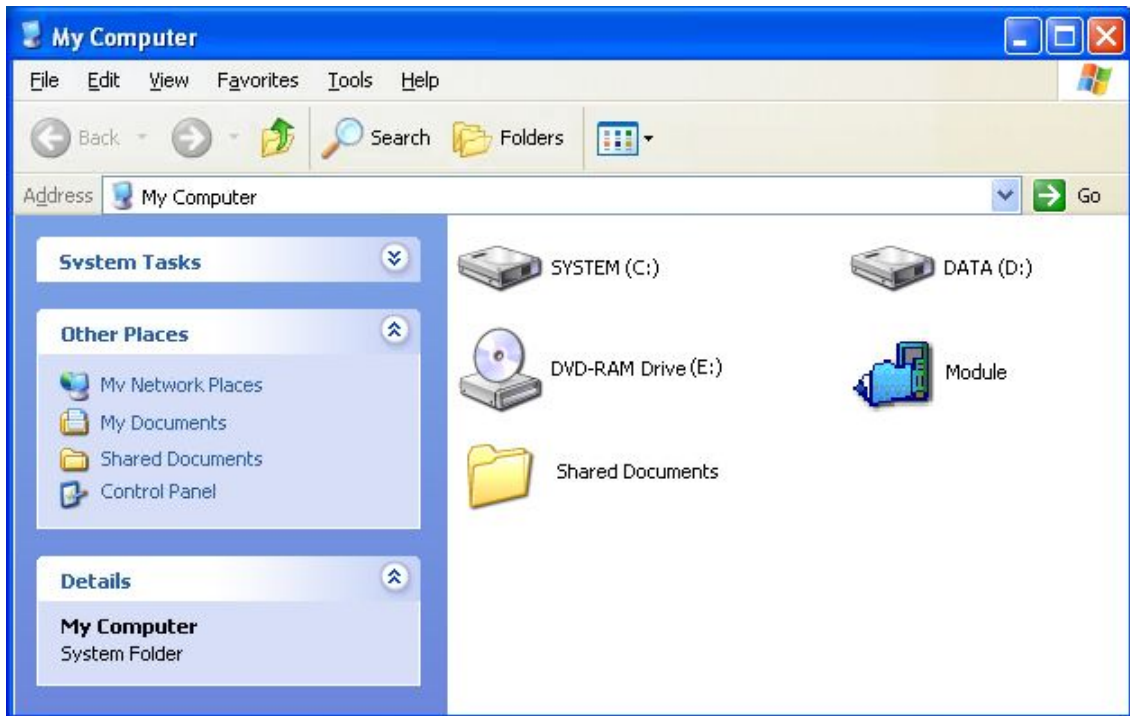 My Computer
File Edit View Favorites Tools Help
Back Search Folders
Address My Computer Go
System Tasks
Other Places
My Network Places
My Documents
Shared Documents
Control Panel
Details
My Computer
System Folder
SYSTEM (C:) DATA (D:)
DVD-RAM Drive (E:) Module
Shared Documents